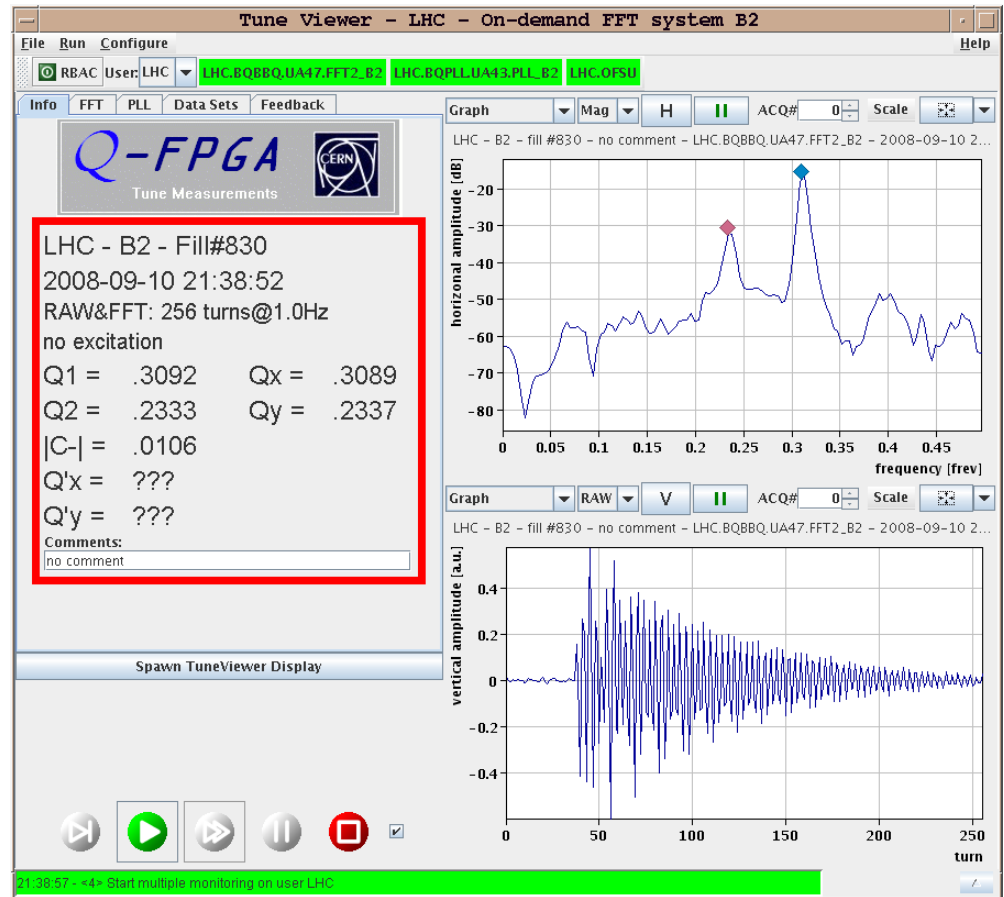 Tune Viewer - LHC - On-demand FFT system B2
File Run Configure Help
RBAC User: LHC LHC.BQBBQ.UA47.FFT2_B2 LHC.BQPLL.UA43.PLL_B2 LHC.OFSU
Info FFT PLL Data Sets Feedback
Q-FPGA
Tune Measurements
CERN
LHC - B2 - Fill#830
2008-09-10 21:38:52
RAW&FFT: 256 turns@1.0Hz
no excitation
Q1 = .3092 Qx = .3089
Q2 = .2333 Qy = .2337
|C-| = .0106
Q'x = ???
Q'y = ???
Comments:
no comment
Spawn TuneViewer Display
Graph Mag H ACQ# 0 Scale
LHC - B2 - fill #830 - no comment - LHC.BQBBQ.UA47.FFT2_B2 - 2008-09-10 2...
horizonal amplitude [dB]
-20
-30
-40
-50
-60
-70
-80
0 0.05 0.1 0.15 0.2 0.25 0.3 0.35 0.4 0.45
frequency [frev]
Graph RAW V ACQ# 0 Scale
LHC - B2 - fill #830 - no comment - LHC.BQBBQ.UA47.FFT2_B2 - 2008-09-10 2...
vertical amplitude [a.u.]
0.4
0.2
0
-0.2
-0.4
0 50 100 150 200 250
turn
21:38:57 - <4> Start multiple monitoring on user LHC